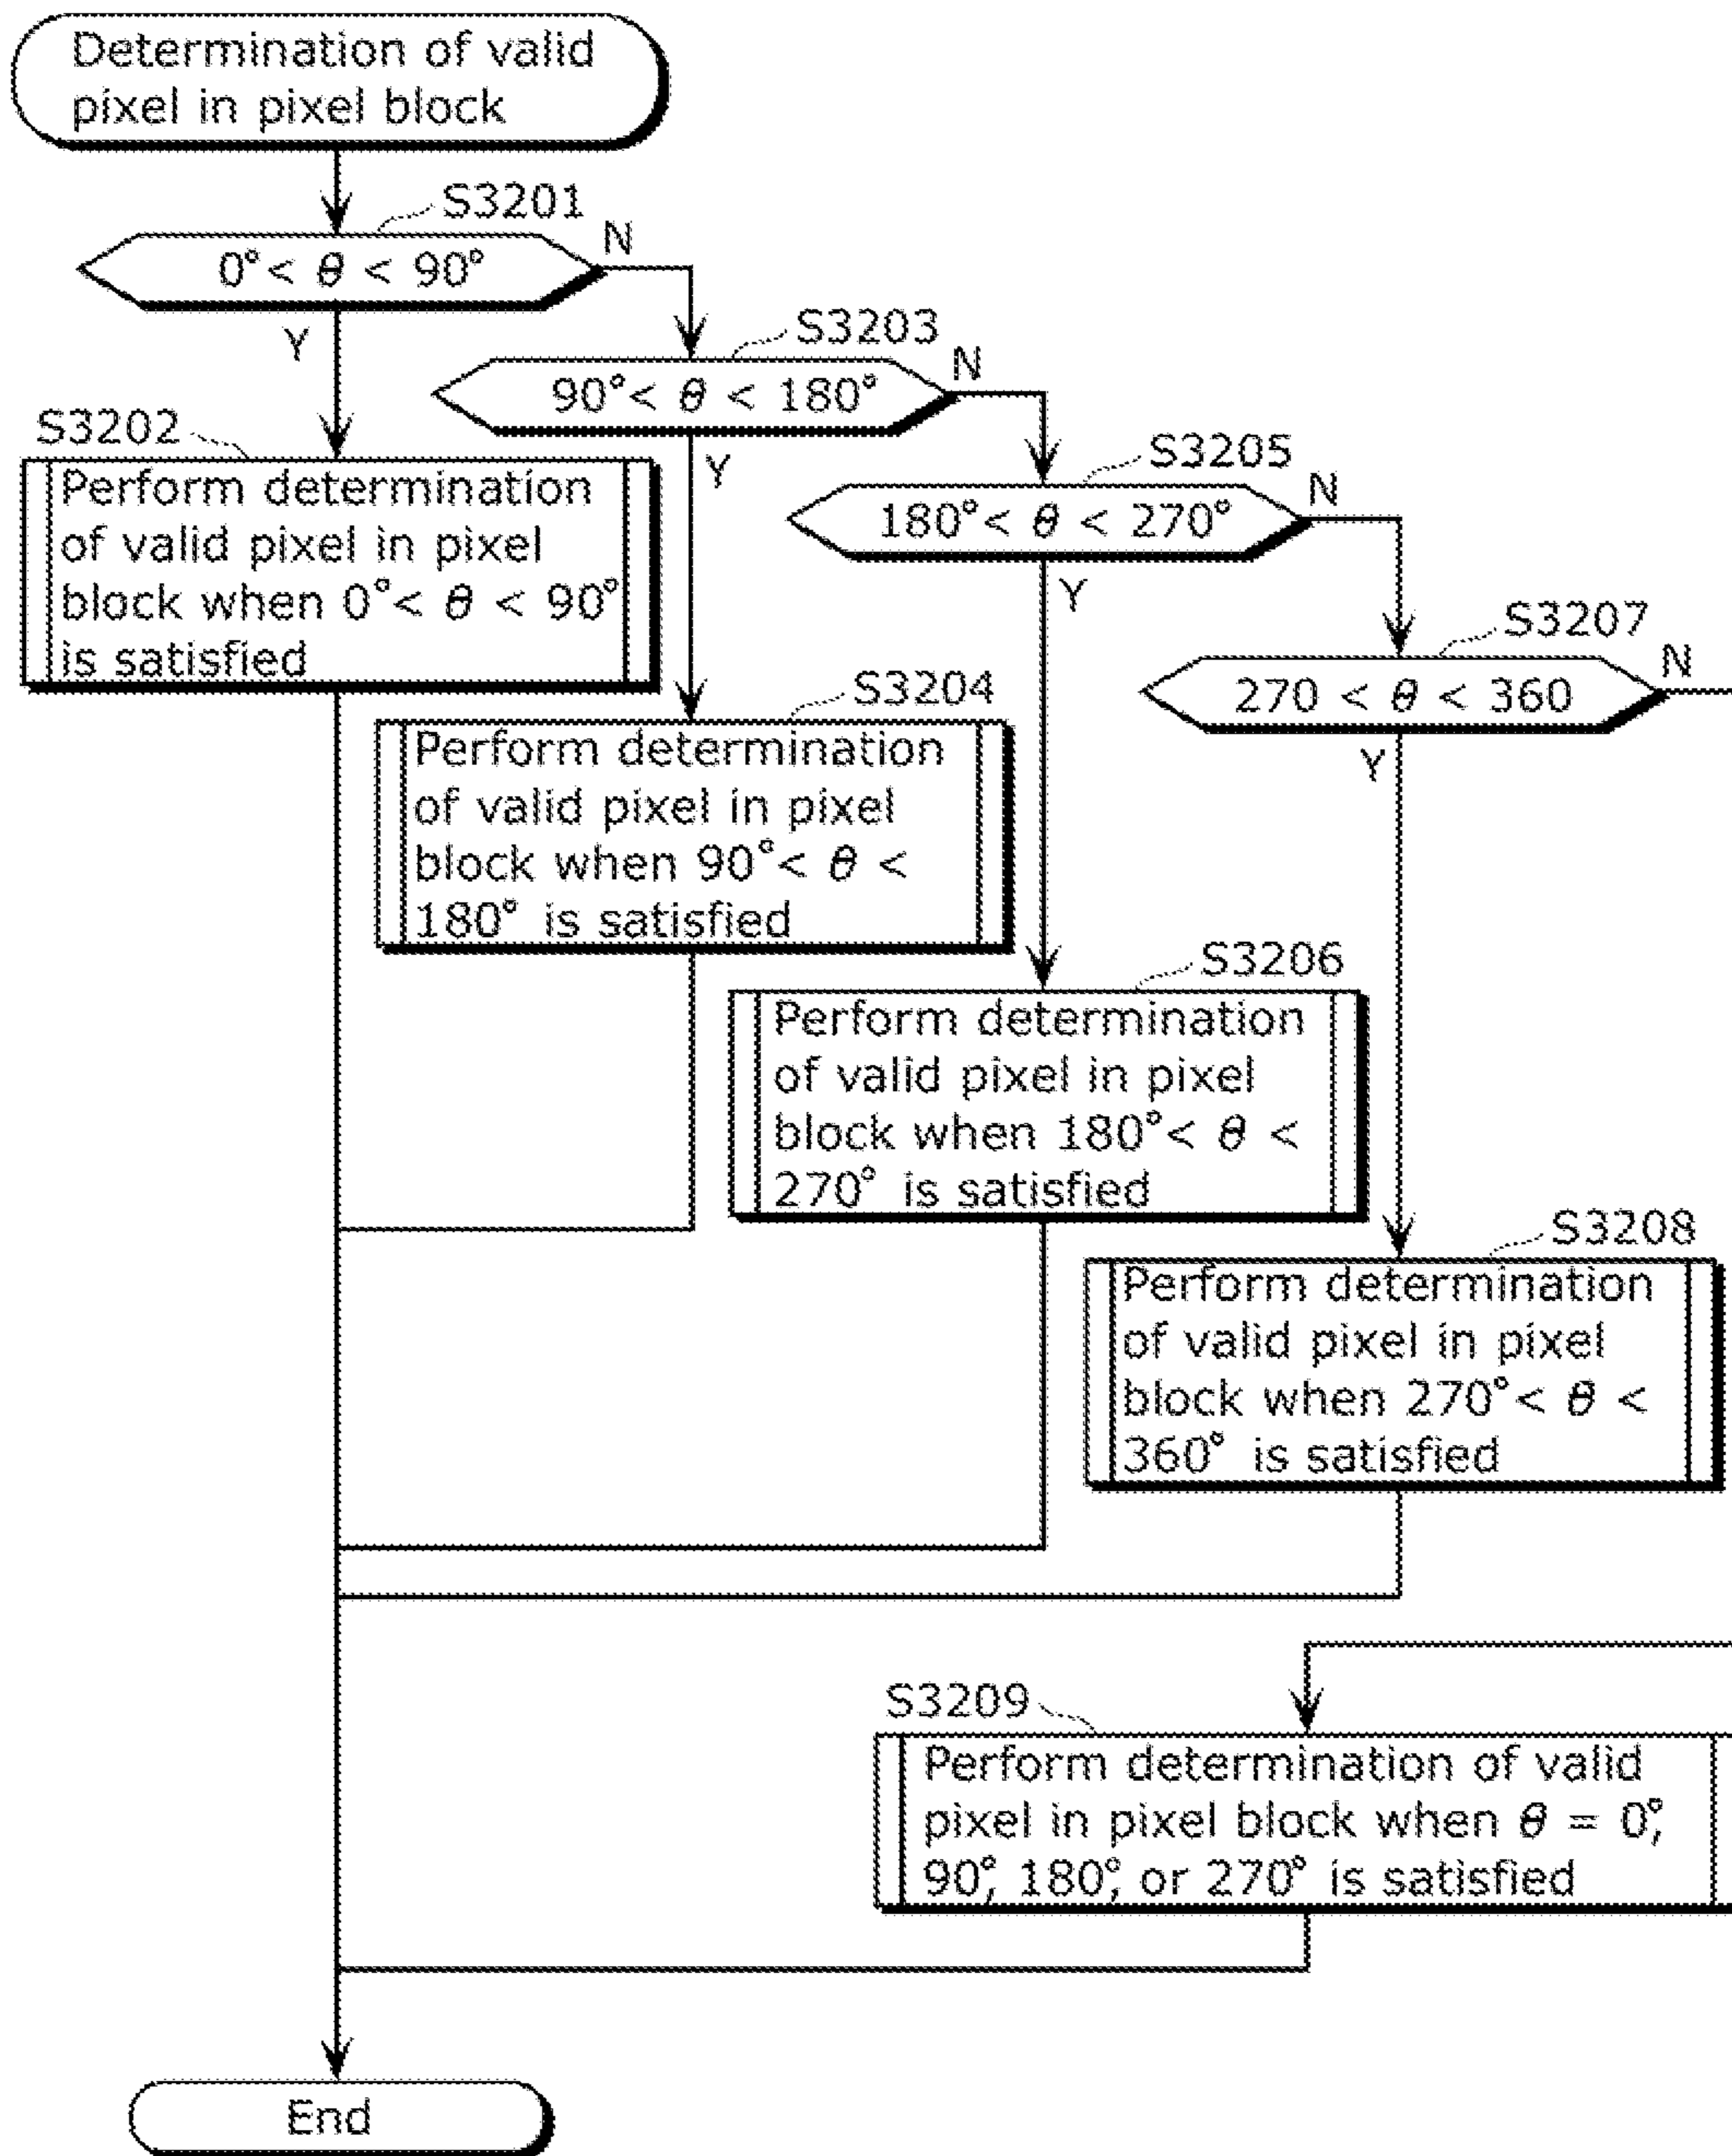 Determination of valid
pixel in pixel block
S3201
0°< θ < 90°
N
Y
S3203
90°< θ < 180°
N
Y
S3202
Perform determination
of valid pixel in pixel
block when 0°< θ < 90°
is satisfied
S3205
180°< θ < 270°
N
Y
S3207
270 < θ < 360
N
Y
S3204
Perform determination
of valid pixel in pixel
block when 90°< θ <
180° is satisfied
S3206
Perform determination
of valid pixel in pixel
block when 180°< θ <
270° is satisfied
S3208
Perform determination
of valid pixel in pixel
block when 270°< θ <
360° is satisfied
S3209
Perform determination of valid
pixel in pixel block when θ = 0°,
90°, 180°, or 270° is satisfied
End